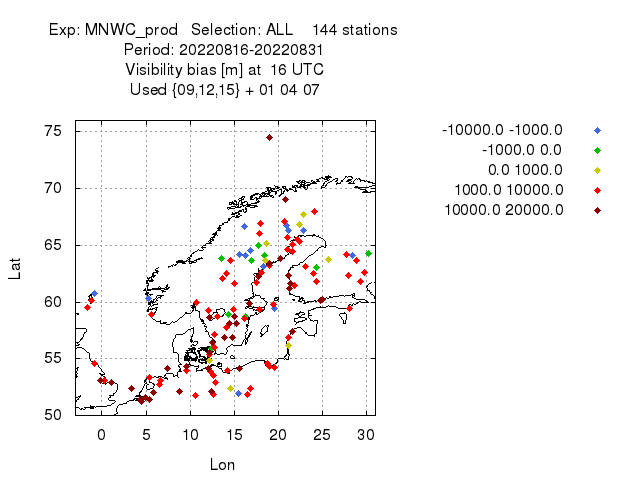 Exp: MNWC_prod   Selection: ALL    144 stations
Period: 20220816-20220831
Visibility bias [m] at  16 UTC
Used {09,12,15} + 01 04 07
-10000.0 -1000.0
-1000.0 0.0
0.0 1000.0
1000.0 10000.0
10000.0 20000.0
75
70
65
60
55
50
Lat
0 5 10 15 20 25 30
Lon